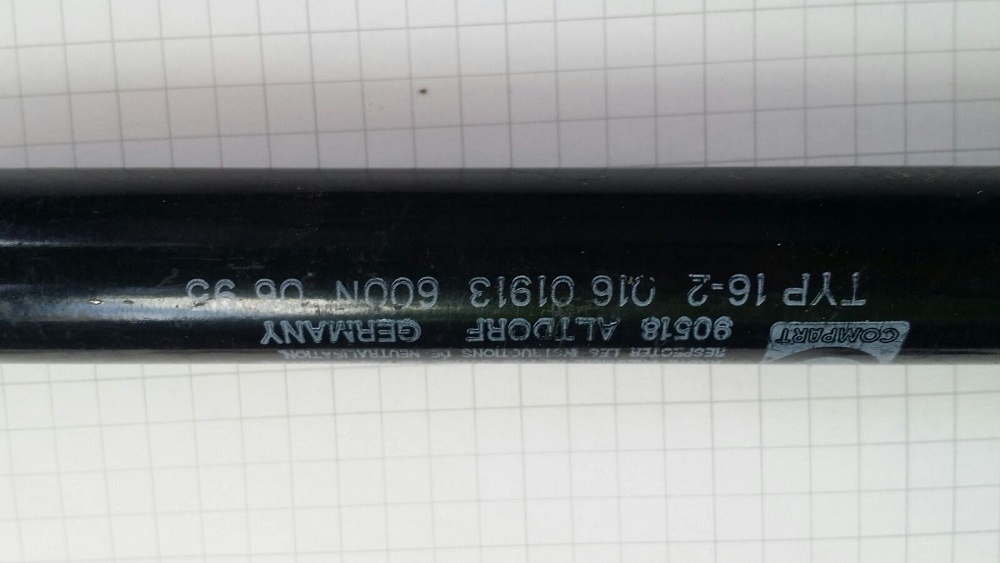 RESPECTER LES INSTRUCTIONS DE NEUTRALISATION.
COMPART
90518 ALTDORF GERMANY
TYP 16-2 016 01913 600N 06 95